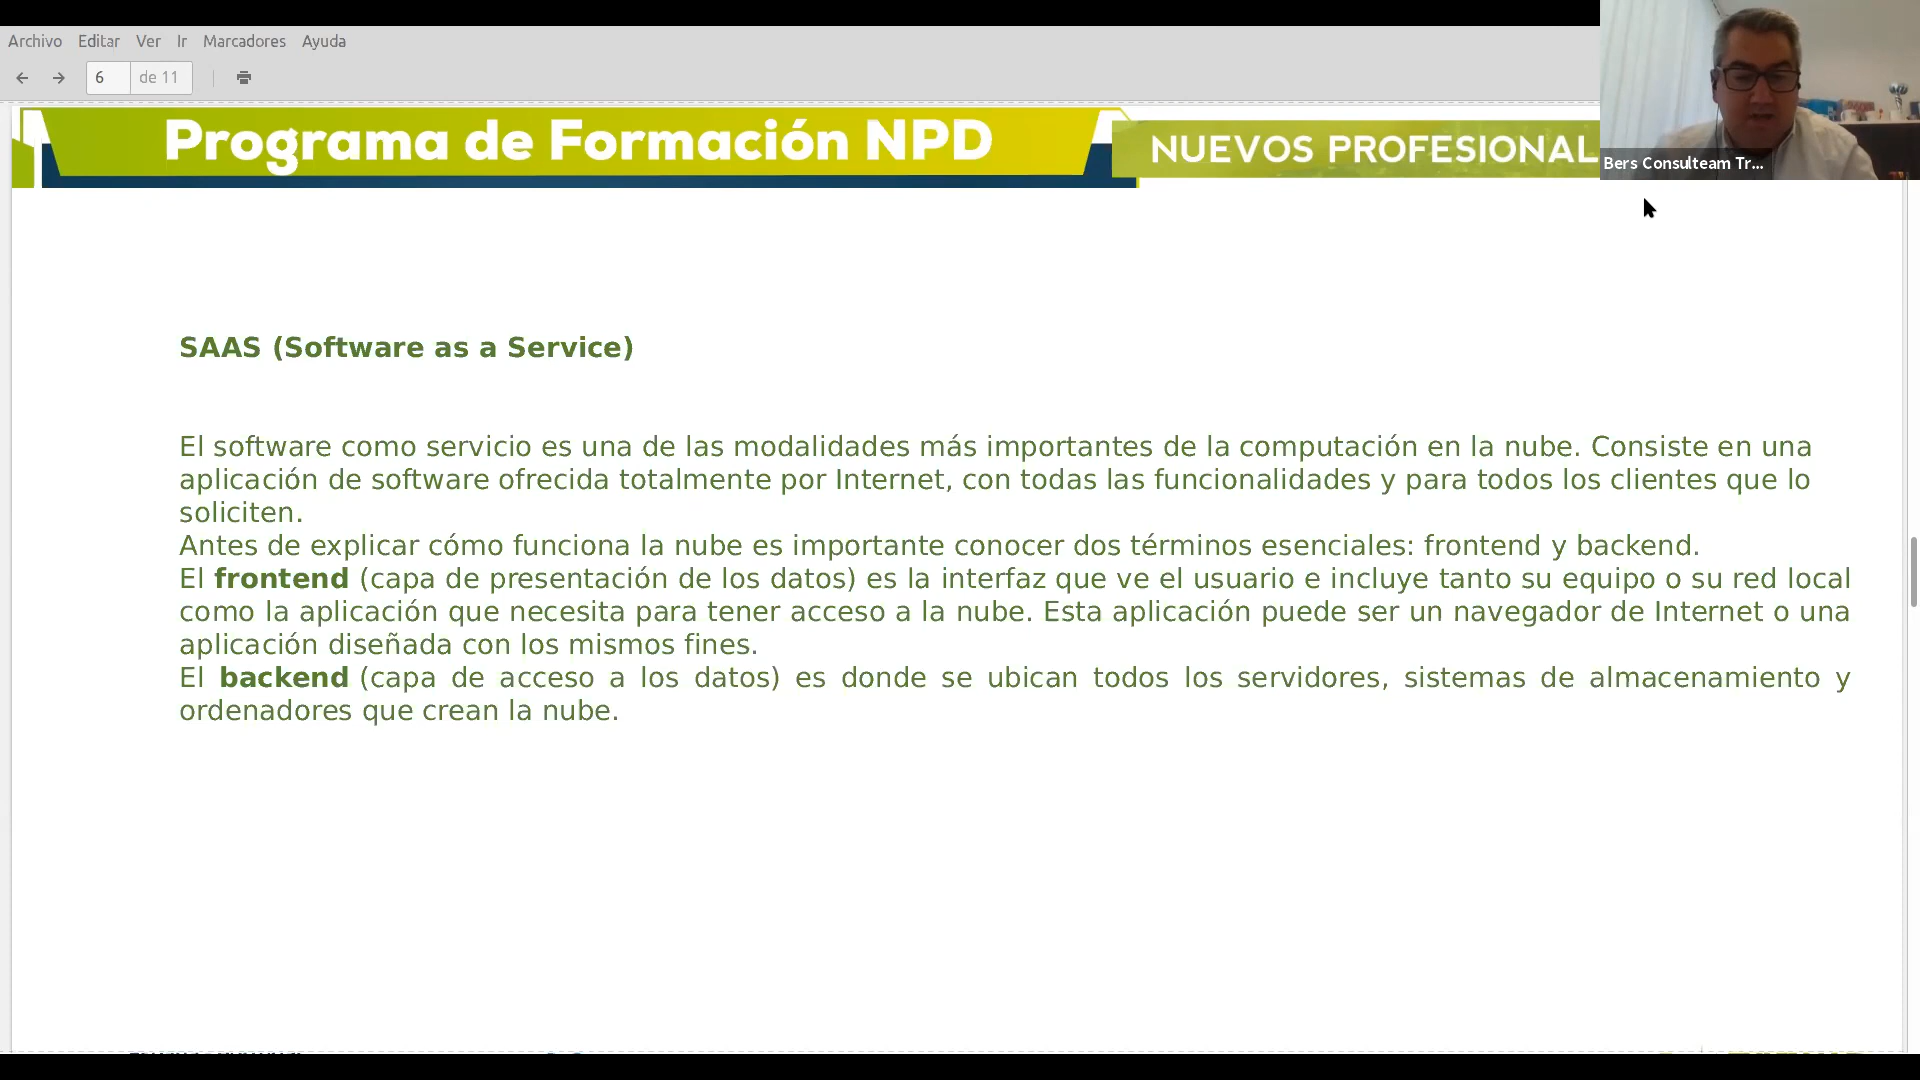 Archivo Editar Ver Ir Marcadores Ayuda
6 de 11
Programa de Formación NPD
NUEVOS PROFESIONAL
Bers Consulteam Tr...
SAAS (Software as a Service)
El software como servicio es una de las modalidades más importantes de la computación en la nube. Consiste en una
aplicación de software ofrecida totalmente por Internet, con todas las funcionalidades y para todos los clientes que lo
soliciten.
Antes de explicar cómo funciona la nube es importante conocer dos términos esenciales: frontend y backend.
El frontend (capa de presentación de los datos) es la interfaz que ve el usuario e incluye tanto su equipo o su red local
como la aplicación que necesita para tener acceso a la nube. Esta aplicación puede ser un navegador de Internet o una
aplicación diseñada con los mismos fines.
El backend (capa de acceso a los datos) es donde se ubican todos los servidores, sistemas de almacenamiento y
ordenadores que crean la nube.